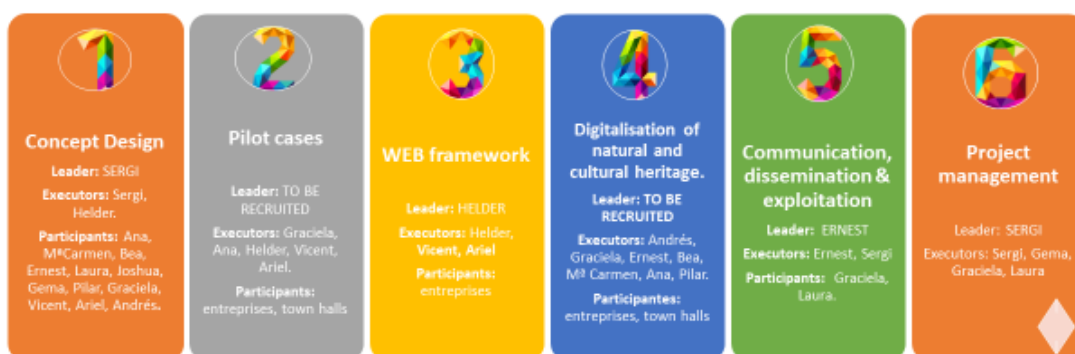 1
Concept Design
Leader: SERGI
Executors: Sergi,
Helder.
Participants: Ana,
MªCarmen, Bea,
Ernest, Laura, Joshua,
Gema, Pilar, Graciela,
Vicent, Ariel, Andrés.
2
Pilot cases
Leader: TO BE
RECRUITED
Executors: Graciela,
Ana, Helder, Vicent,
Ariel.
Participants:
entreprises, town halls
3
WEB framework
Leader: HELDER
Executors: Helder,
Vicent, Ariel
Participants:
entreprises
4
Digitalisation of
natural and
cultural heritage.
Leader: TO BE
RECRUITED
Executors: Andrés,
Graciela, Ernest, Bea,
Mª Carmen, Ana, Pilar.
Participantes:
entreprises, town halls
5
Communication,
dissemination &
exploitation
Leader: ERNEST
Executors: Ernest, Sergi
Participants: Graciela,
Laura.
6
Project
management
Leader: SERGI
Executors: Sergi, Gema,
Graciela, Laura